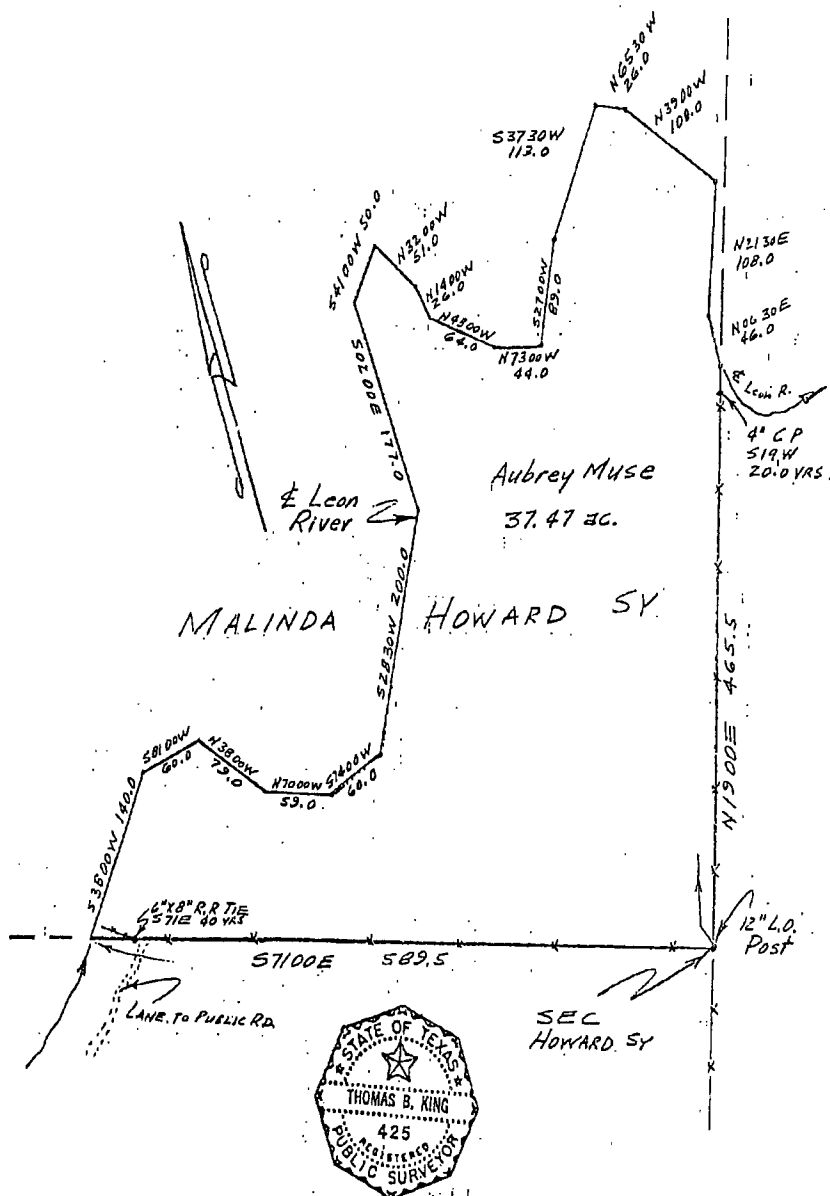 N6530W
26.0
N3900W
108.0
S3730W
113.0
S4100W 50.0
N3200W
51.0
N1400W
26.0
N4300W
64.0
N7300W
44.0
S2700W
89.0
N2130E
108.0
N0630E
46.0
₵ Leon R.
4" C P
S19W
20.0 VRS.
S0200E 177.0
Aubrey Muse
37.47 ac.
₵ Leon
River
MALINDA HOWARD SY
S2830W 200.0
N1900E 465.5
S8100W
60.0
N3800W
79.0
N7000W
59.0
S7400W
60.0
S3600W 140.0
6"X8" R.R TIE
S71E 40 VRS
S7100E 589.5
12" L.O.
Post
LANE TO PUBLIC RD.
SEC
HOWARD SY
STATE OF TEXAS
THOMAS B. KING
425
REGISTERED
PUBLIC SURVEYOR